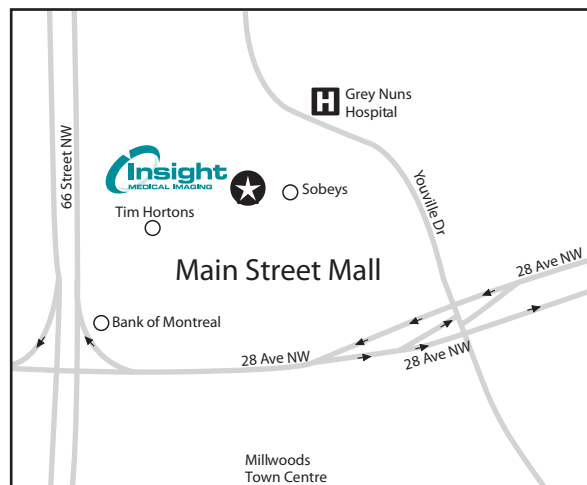 H
Grey Nuns
Hospital
66 Street NW
Insight
MEDICAL IMAGING
Sobeys
Youville Dr
Tim Hortons
Main Street Mall
28 Ave NW
Bank of Montreal
28 Ave NW
28 Ave NW
Millwoods
Town Centre